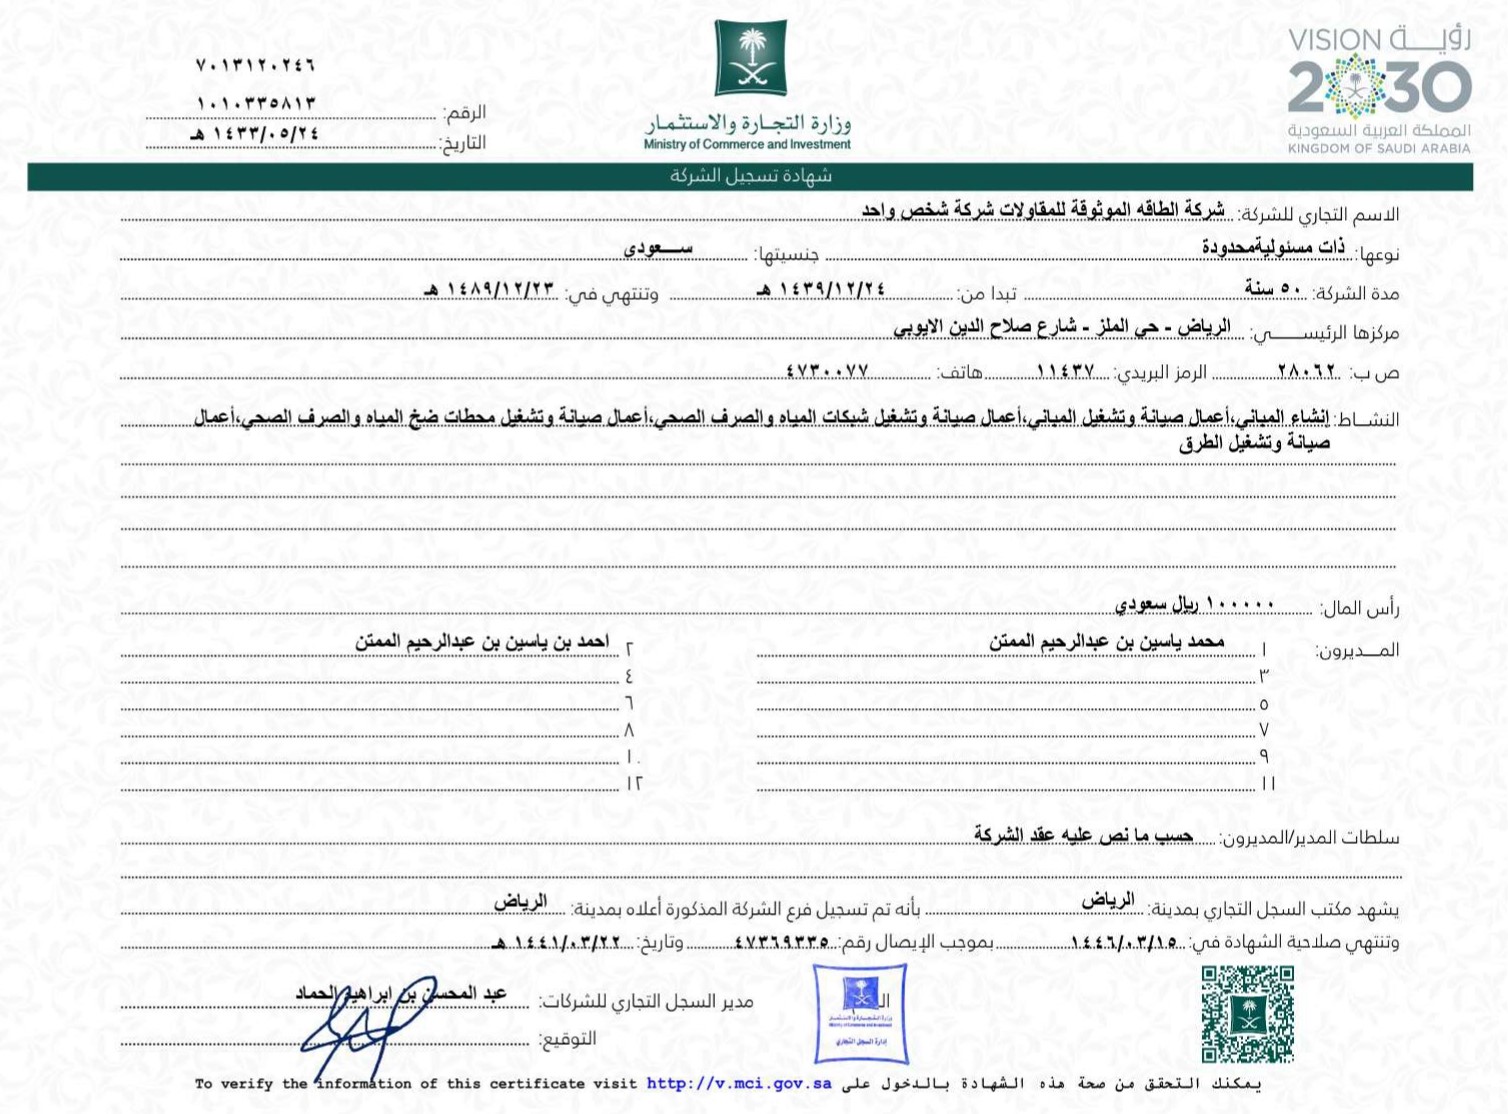 رؤية VISION
2030
المملكة العربية السعودية
KINGDOM OF SAUDI ARABIA
وزارة التجارة والاستثمار
Ministry of Commerce and Investment
٧٠١٣١٢٠٢٤٦
الرقم: ١٠١٠٣٣٥٨١٣
التاريخ: ١٤٣٣/٠٥/٢٤ هـ
شهادة تسجيل الشركة
الاسم التجاري للشركة: شركة الطاقه الموثوقة للمقاولات شركة شخص واحد
نوعها: ذات مسئوليةمحدودة جنسيتها: سعودي
مدة الشركة: ٥٠ سنة تبدا من: ١٤٣٩/١٢/٢٤ هـ وتنتهي في: ١٤٨٩/١٢/٢٣ هـ
مركزها الرئيسي: الرياض - حي الملز - شارع صلاح الدين الايوبي
ص ب: ٢٨٠٦٢ الرمز البريدي: ١١٤٣٧ هاتف: ٤٧٣٠٠٧٧
النشاط: إنشاء المباني،أعمال صيانة وتشغيل المباني،أعمال صيانة وتشغيل شبكات المياه والصرف الصحي،أعمال صيانة وتشغيل محطات ضخ المياه والصرف الصحي،أعمال
صيانة وتشغيل الطرق
رأس المال: ١٠٠٠٠٠ ريال سعودي
المديرون: ١ محمد ياسين بن عبدالرحيم الممتن ٢ احمد بن ياسين بن عبدالرحيم الممتن
٣ ٤
٥ ٦
٧ ٨
٩ ١٠
١١ ١٢
سلطات المدير/المديرون: حسب ما نص عليه عقد الشركة
يشهد مكتب السجل التجاري بمدينة: الرياض بأنه تم تسجيل فرع الشركة المذكورة أعلاه بمدينة: الرياض
وتنتهي صلاحية الشهادة في: ١٤٤٦/٠٣/١٥ بموجب الإيصال رقم: ٤٧٣٦٩٣٣٥ وتاريخ: ١٤٤١/٠٣/٢٢ هـ
مدير السجل التجاري للشركات: عبد المحسن بن ابراهيم الحماد
التوقيع:
وزارة التجارة والاستثمار
Ministry of Commerce and Investment
إدارة السجل التجاري
يمكنك التحقق من صحة هذه الشهادة بالدخول على To verify the information of this certificate visit http://v.mci.gov.sa